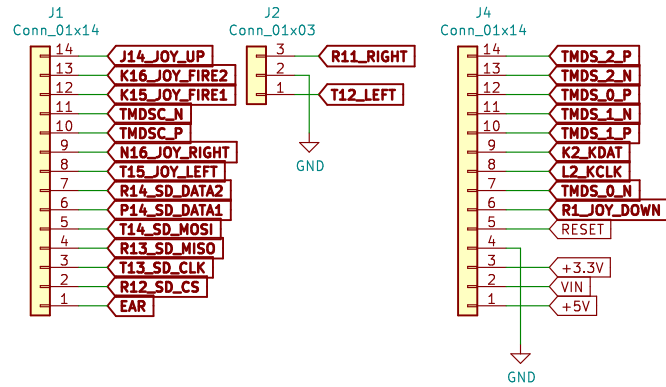 J1
Conn_01x14
14 J14_JOY_UP
13 K16_JOY_FIRE2
12 K15_JOY_FIRE1
11 TMDSC_N
10 TMDSC_P
9 N16_JOY_RIGHT
8 T15_JOY_LEFT
7 R14_SD_DATA2
6 P14_SD_DATA1
5 T14_SD_MOSI
4 R13_SD_MISO
3 T13_SD_CLK
2 R12_SD_CS
1 EAR
J2
Conn_01x03
3 R11_RIGHT
2
1 T12_LEFT
GND
J4
Conn_01x14
14 TMDS_2_P
13 TMDS_2_N
12 TMDS_0_P
11 TMDS_1_N
10 TMDS_1_P
9 K2_KDAT
8 L2_KCLK
7 TMDS_0_N
6 R1_JOY_DOWN
5 RESET
4
3 +3.3V
2 VIN
1 +5V
GND